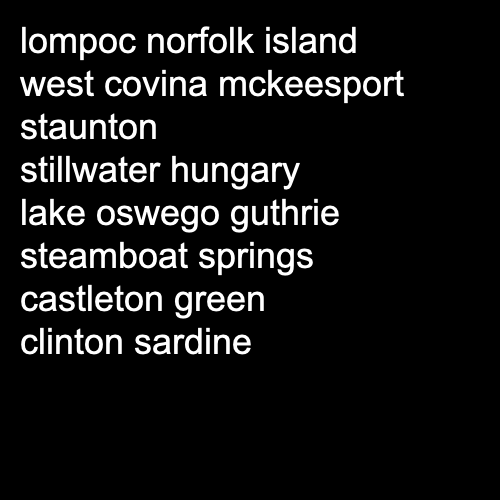 lompoc norfolk island
west covina mckeesport
staunton
stillwater hungary
lake oswego guthrie
steamboat springs
castleton green
clinton sardine